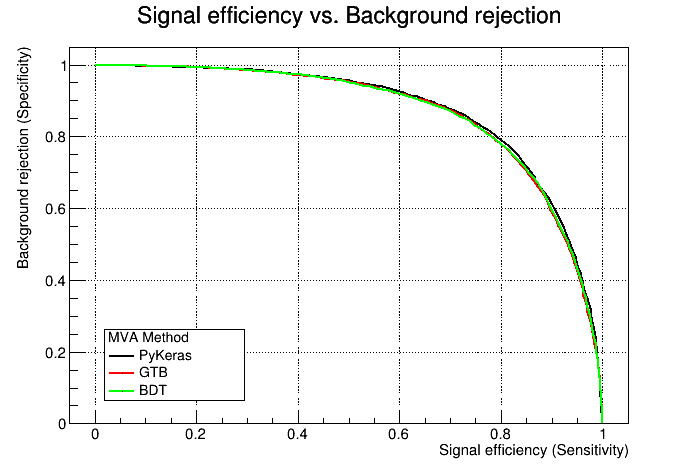 Signal efficiency vs. Background rejection
Background rejection (Specificity)
1
0.8
0.6
0.4
0.2
0
MVA Method
PyKeras
GTB
BDT
0 0.2 0.4 0.6 0.8 1
Signal efficiency (Sensitivity)